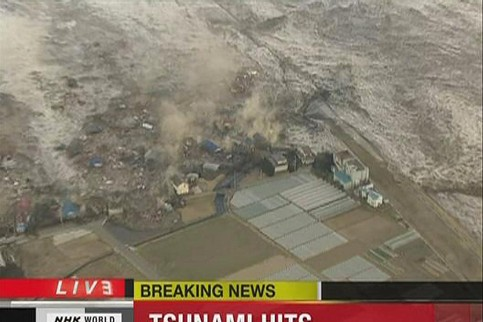 LIVE
BREAKING NEWS
NHK WORLD
TSUNAMI HITS